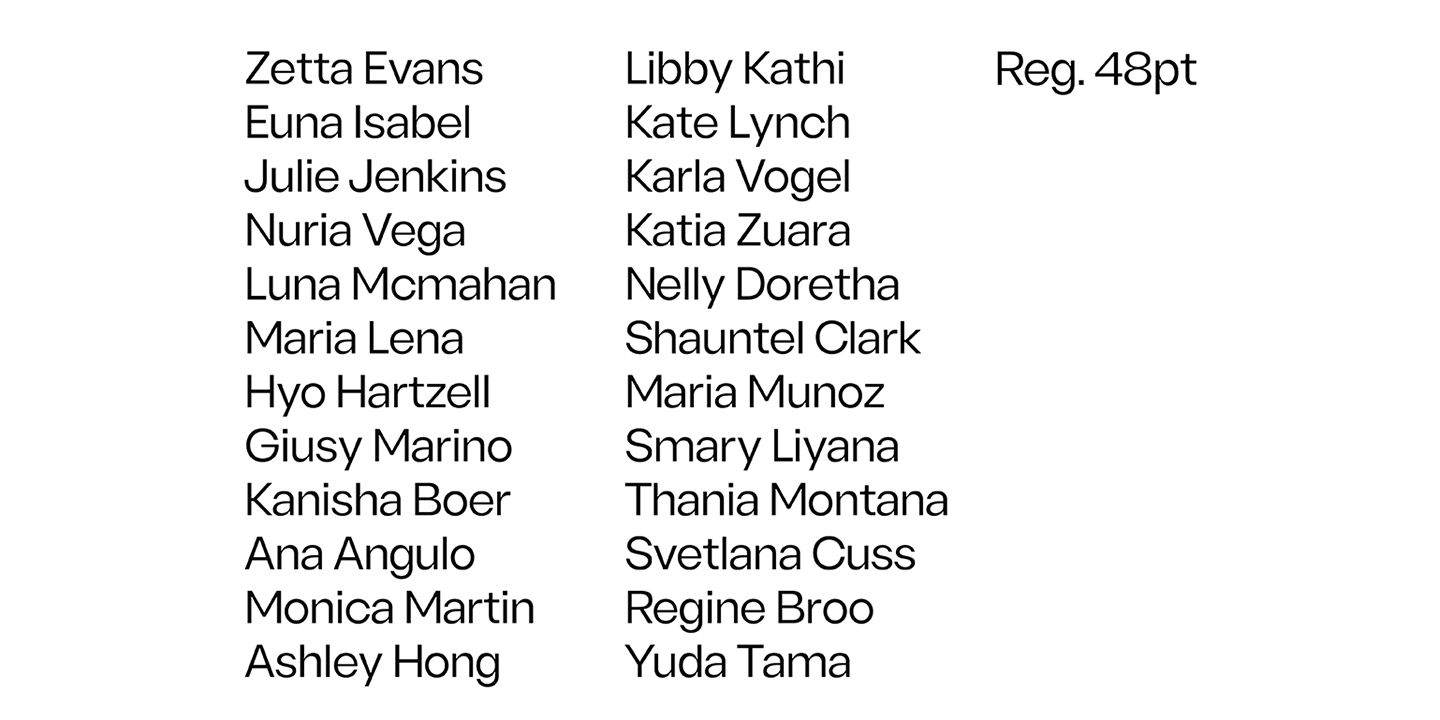 Zetta Evans
Euna Isabel
Julie Jenkins
Nuria Vega
Luna Mcmahan
Maria Lena
Hyo Hartzell
Giusy Marino
Kanisha Boer
Ana Angulo
Monica Martin
Ashley Hong
Libby Kathi
Kate Lynch
Karla Vogel
Katia Zuara
Nelly Doretha
Shauntel Clark
Maria Munoz
Smary Liyana
Thania Montana
Svetlana Cuss
Regine Broo
Yuda Tama
Reg. 48pt